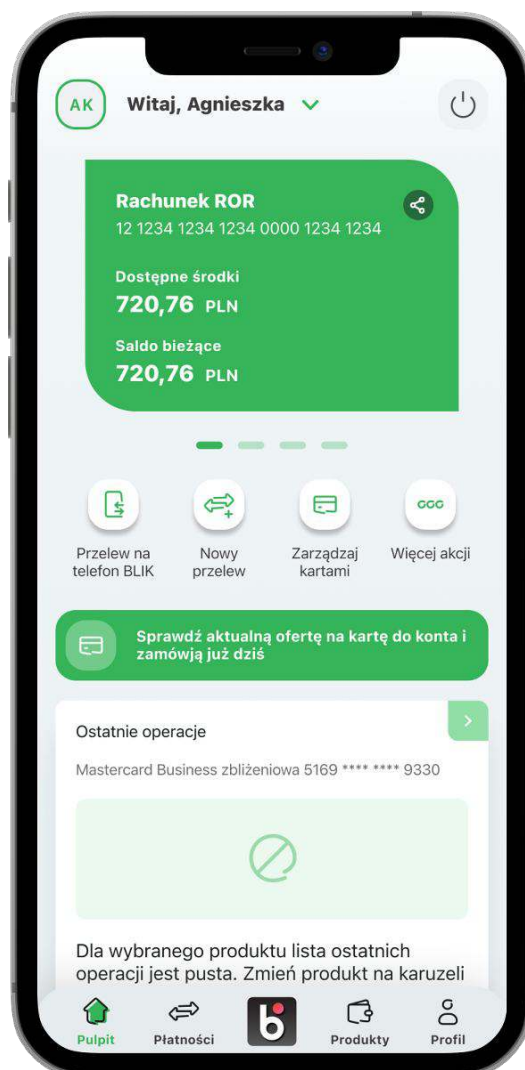 AK
Witaj, Agnieszka
Rachunek ROR
12 1234 1234 1234 0000 1234 1234
Dostępne środki
720,76 PLN
Saldo bieżące
720,76 PLN
Przelew na
telefon BLIK
Nowy
przelew
Zarządzaj
kartami
Więcej akcji
Sprawdź aktualną ofertę na kartę do konta i
zamówją już dziś
Ostatnie operacje
Mastercard Business zbliżeniowa 5169 **** **** 9330
Dla wybranego produktu lista ostatnich
operacji jest pusta. Zmień produkt na karuzeli
Pulpit
Płatności
b
Produkty
Profil